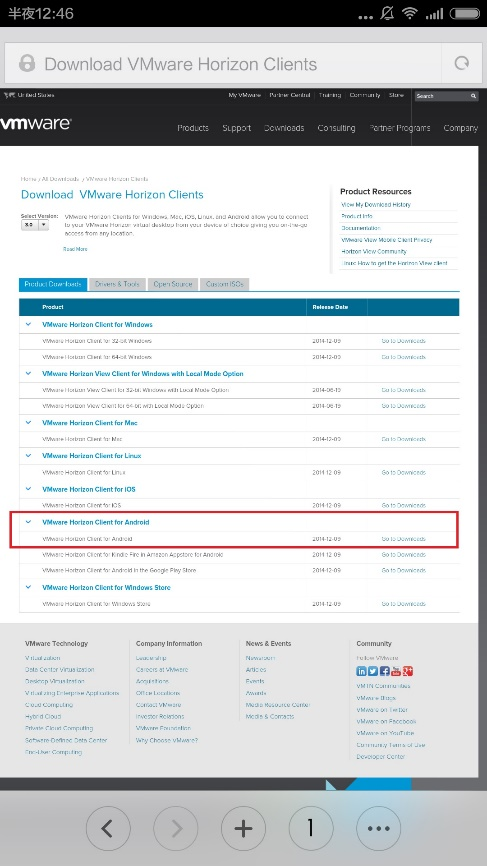 半夜12:46
Download VMware Horizon Clients
United States
My VMware | Partner Central | Training | Community | Store
Search
vmware
Products Support Downloads Consulting Partner Programs Company
Home / All Downloads / VMware Horizon Clients
Download VMware Horizon Clients
Select Version:
3.0
VMware Horizon Clients for Windows, Mac, iOS, Linux, and Android allow you to connect
to your VMware Horizon virtual desktop from your device of choice giving you on-the-go
access from any location.
Read More
Product Resources
View My Download History
Product Info
Documentation
VMware View Mobile Client Privacy
Horizon View Community
Linux: How to get the Horizon View client
Product Downloads Drivers & Tools Open Source Custom ISOs
Product Release Date
VMware Horizon Client for Windows
VMware Horizon Client for 32-bit Windows 2014-12-09 Go to Downloads
VMware Horizon Client for 64-bit Windows 2014-12-09 Go to Downloads
VMware Horizon View Client for Windows with Local Mode Option
VMware Horizon View Client for 32-bit Windows with Local Mode Option 2014-06-19 Go to Downloads
VMware Horizon View Client for 64-bit with Local Mode Option 2014-06-19 Go to Downloads
VMware Horizon Client for Mac
VMware Horizon Client for Mac 2014-12-09 Go to Downloads
VMware Horizon Client for Linux
VMware Horizon Client for Linux 2014-12-09 Go to Downloads
VMware Horizon Client for iOS
VMware Horizon Client for iOS 2014-12-09 Go to Downloads
VMware Horizon Client for Android
VMware Horizon Client for Android 2014-12-09 Go to Downloads
VMware Horizon Client for Kindle Fire in Amazon Appstore for Android 2014-12-09 Go to Downloads
VMware Horizon Client for Android in the Google Play Store 2014-12-09 Go to Downloads
VMware Horizon Client for Windows Store
VMware Horizon Client for Windows Store 2014-12-09 Go to Downloads
VMware Technology
Virtualization
Data Center Virtualization
Desktop Virtualization
Virtualizing Enterprise Applications
Cloud Computing
Hybrid Cloud
Private Cloud Computing
Software-Defined Data Center
End-User Computing
Company Information
Leadership
Careers at VMware
Acquisitions
Office Locations
Contact VMware
Investor Relations
VMware Foundation
Why Choose VMware?
News & Events
Newsroom
Articles
Events
Awards
Media Resource Center
Media & Contacts
Community
Follow VMware
VMTN Communities
VMware Blogs
VMware on Twitter
VMware on Facebook
VMware on YouTube
Community Terms of Use
Developer Center
1